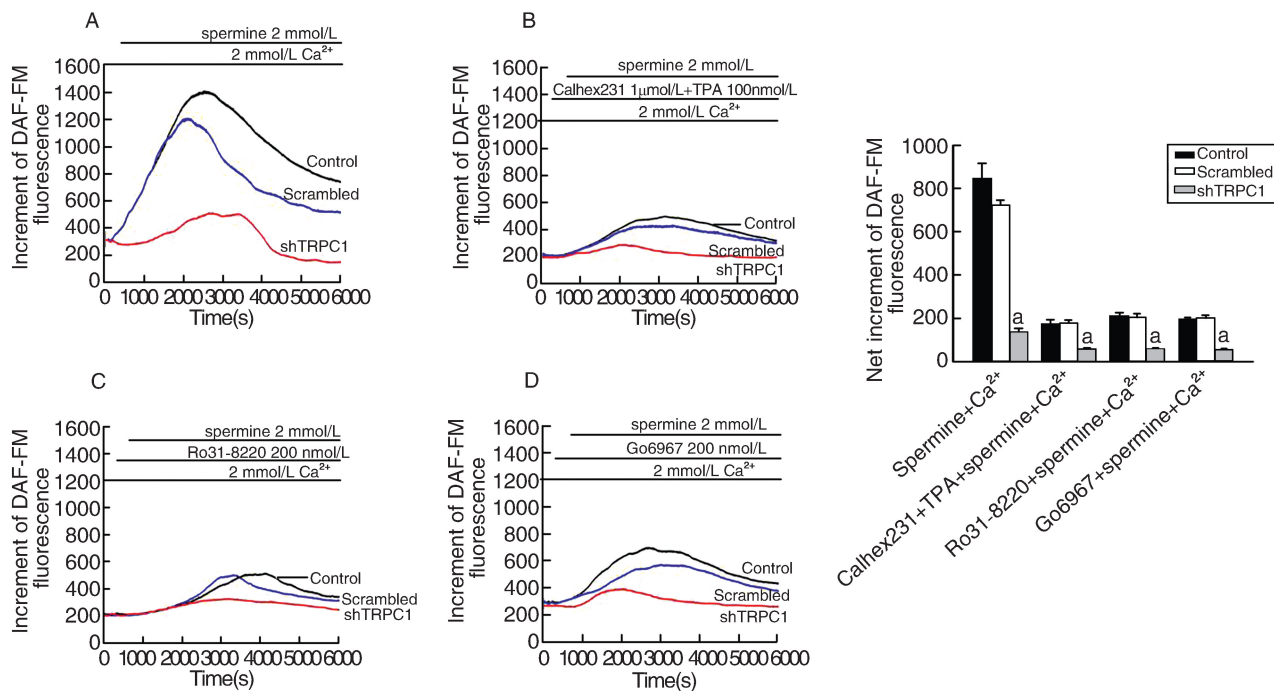 A
spermine 2 mmol/L
2 mmol/L Ca²⁺
1600
1400
1200
1000
800
600
400
200
0
Increment of DAF-FM
fluorescence
Control
Scrambled
shTRPC1
0 1000 2000 3000 4000 5000 6000
Time(s)
B
spermine 2 mmol/L
Calhex231 1μmol/L+TPA 100nmol/L
2 mmol/L Ca²⁺
1600
1400
1200
1000
800
600
400
200
0
Increment of DAF-FM
fluorescence
Control
Scrambled
shTRPC1
0 1000 2000 3000 4000 5000 6000
Time(s)
C
spermine 2 mmol/L
Ro31-8220 200 nmol/L
2 mmol/L Ca²⁺
1600
1400
1200
1000
800
600
400
200
0
Increment of DAF-FM
fluorescence
Control
Scrambled
shTRPC1
0 1000 2000 3000 4000 5000 6000
Time(s)
D
spermine 2 mmol/L
Go6967 200 nmol/L
2 mmol/L Ca²⁺
1600
1400
1200
1000
800
600
400
200
0
Increment of DAF-FM
fluorescence
Control
Scrambled
shTRPC1
0 1000 2000 3000 4000 5000 6000
Time(s)
1000
800
600
400
200
0
Net increment of DAF-FM
fluorescence
Control
Scrambled
shTRPC1
a
a
a
a
Spermine+Ca²⁺
Calhex231+TPA+spermine+Ca²⁺
Ro31-8220+spermine+Ca²⁺
Go6967+spermine+Ca²⁺